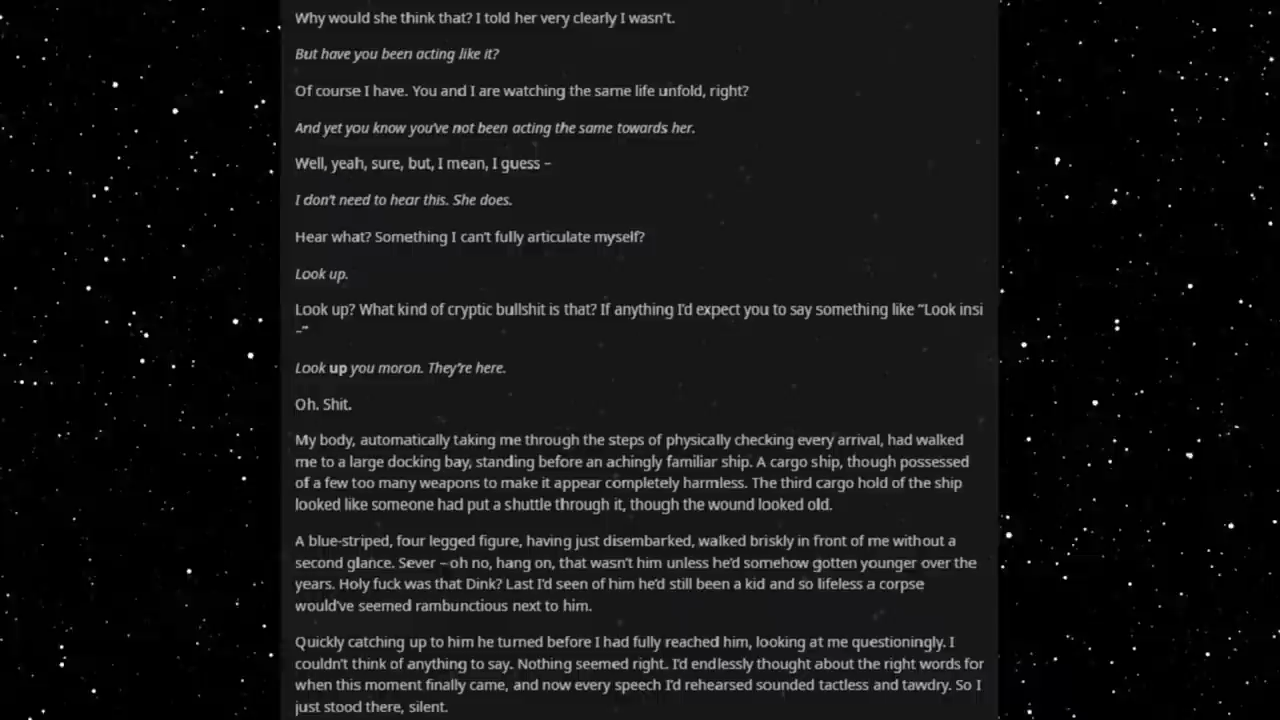 Why would she think that? I told her very clearly I wasn't.
But have you been acting like it?
Of course I have. You and I are watching the same life unfold, right?
And yet you know you've not been acting the same towards her.
Well, yeah, sure, but, I mean, I guess –
I don't need to hear this. She does.
Hear what? Something I can't fully articulate myself?
Look up.
Look up? What kind of cryptic bullshit is that? If anything I'd expect you to say something like “Look insi
–”
Look up you moron. They're here.
Oh. Shit.
My body, automatically taking me through the steps of physically checking every arrival, had walked
me to a large docking bay, standing before an achingly familiar ship. A cargo ship, though possessed
of a few too many weapons to make it appear completely harmless. The third cargo hold of the ship
looked like someone had put a shuttle through it, though the wound looked old.
A blue-striped, four legged figure, having just disembarked, walked briskly in front of me without a
second glance. Sever – oh no, hang on, that wasn't him unless he'd somehow gotten younger over the
years. Holy fuck was that Dink? Last I'd seen of him he'd still been a kid and so lifeless a corpse
would've seemed rambunctious next to him.
Quickly catching up to him he turned before I had fully reached him, looking at me questioningly. I
couldn't think of anything to say. Nothing seemed right. I'd endlessly thought about the right words for
when this moment finally came, and now every speech I'd rehearsed sounded tactless and tawdry. So I
just stood there, silent.